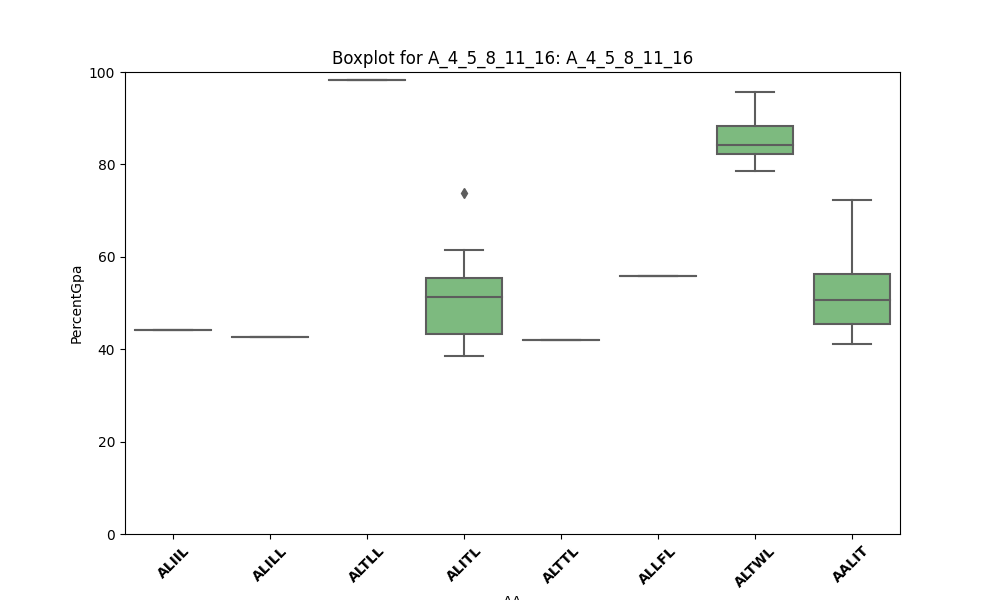 Boxplot for A_4_5_8_11_16: A_4_5_8_11_16
100
80
60
40
20
0
PercentGpa
ALIIL
ALILL
ALTLL
ALITL
ALTTL
ALLFL
ALTWL
AALIT
AA